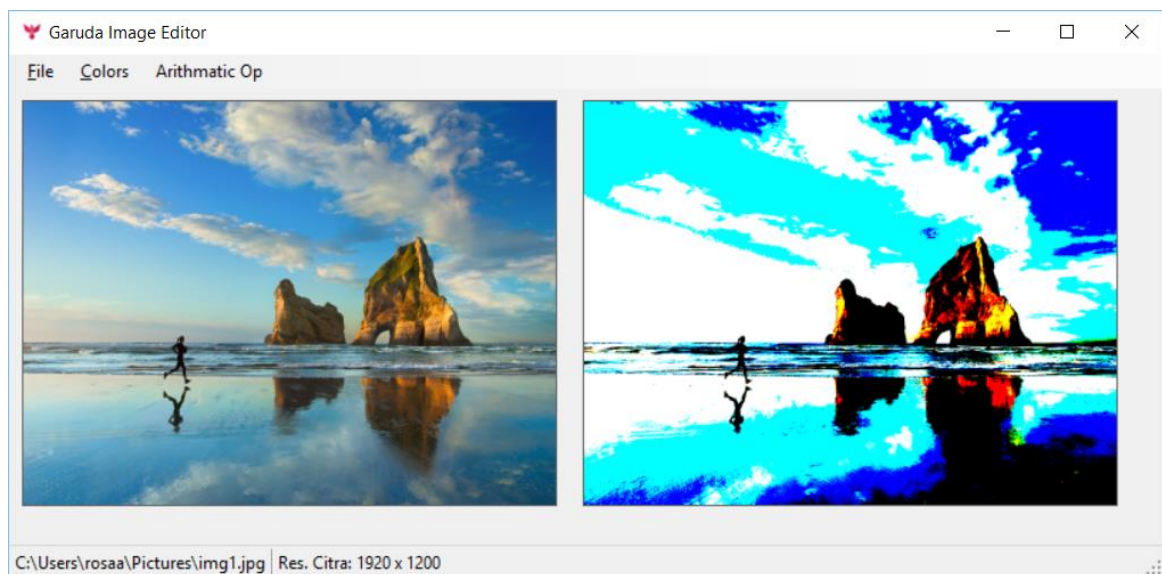 Garuda Image Editor
File Colors Arithmatic Op
C:\Users\rosaa\Pictures\img1.jpg Res. Citra: 1920 x 1200